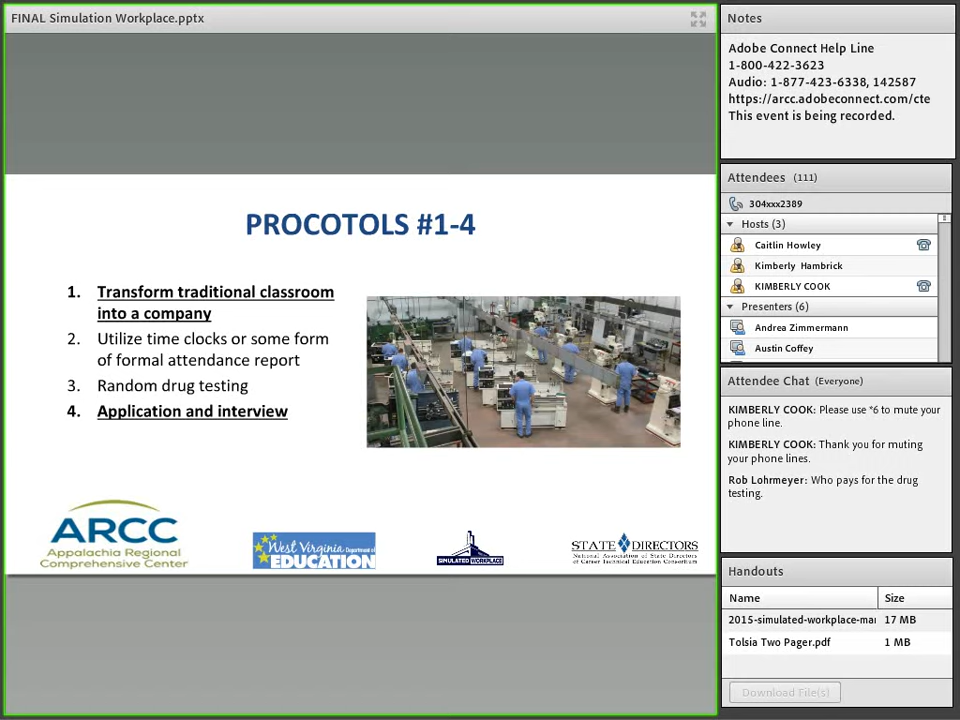 FINAL Simulation Workplace.pptx
PROCOTOLS #1-4
1. Transform traditional classroom
into a company
2. Utilize time clocks or some form
of formal attendance report
3. Random drug testing
4. Application and interview
ARCC
Appalachia Regional
Comprehensive Center
West Virginia Department of
EDUCATION
SIMULATED WORKPLACE
STATE DIRECTORS
National Association of State Directors
of Career Technical Education Consortium
Notes
Adobe Connect Help Line
1-800-422-3623
Audio: 1-877-423-6338, 142587
https://arcc.adobeconnect.com/cte
This event is being recorded.
Attendees (111)
304xxx2389
Hosts (3)
Caitlin Howley
Kimberly Hambrick
KIMBERLY COOK
Presenters (6)
Andrea Zimmermann
Austin Coffey
Attendee Chat (Everyone)
KIMBERLY COOK: Please use *6 to mute your
phone line.
KIMBERLY COOK: Thank you for muting
your phone lines.
Rob Lohrmeyer: Who pays for the drug
testing.
Handouts
Name Size
2015-simulated-workplace-mar 17 MB
Tolsia Two Pager.pdf 1 MB
Download File(s)